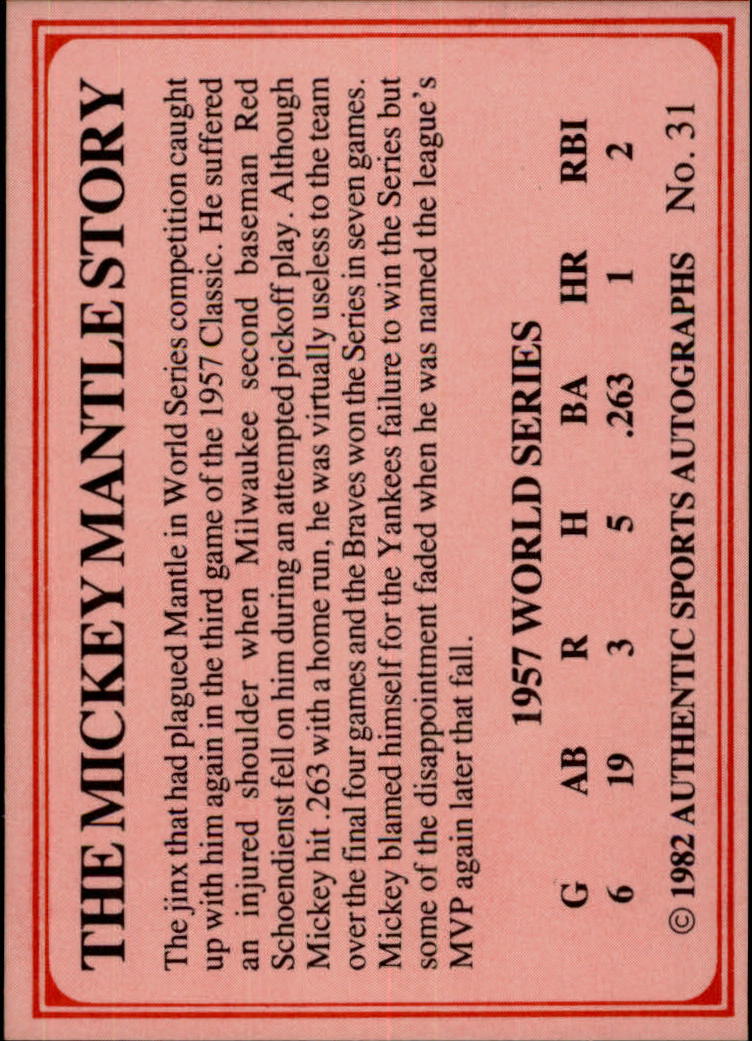 THE MICKEY MANTLE STORY
The jinx that had plagued Mantle in World Series competition caught
up with him again in the third game of the 1957 Classic. He suffered
an injured shoulder when Milwaukee second baseman Red
Schoendienst fell on him during an attempted pickoff play. Although
Mickey hit .263 with a home run, he was virtually useless to the team
over the final four games and the Braves won the Series in seven games.
Mickey blamed himself for the Yankees failure to win the Series but
some of the disappointment faded when he was named the league's
MVP again later that fall.
1957 WORLD SERIES
G AB R H BA HR RBI
6 19 3 5 .263 1 2
© 1982 AUTHENTIC SPORTS AUTOGRAPHS No. 31